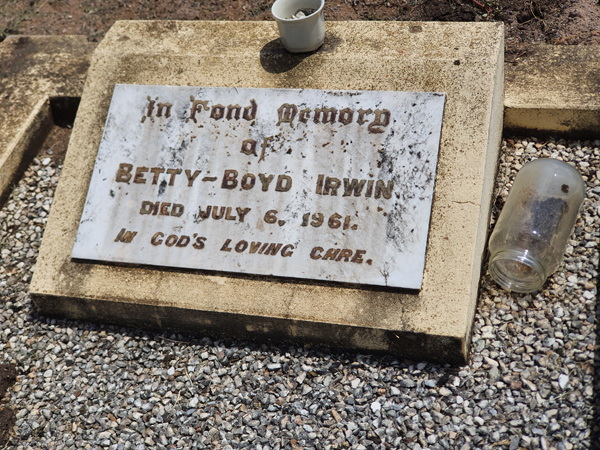 In Fond Memory
of
BETTY-BOYD IRWIN
DIED JULY 6, 1961.
IN GOD'S LOVING CARE.